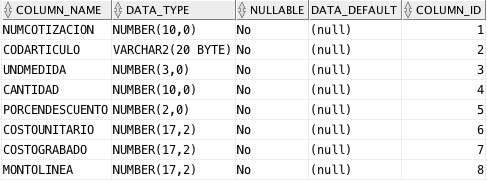 COLUMN_NAME DATA_TYPE NULLABLE DATA_DEFAULT COLUMN_ID
NUMCOTIZACION NUMBER(10,0) No (null) 1
CODARTICULO VARCHAR2(20 BYTE) No (null) 2
UNDMEDIDA NUMBER(3,0) No (null) 3
CANTIDAD NUMBER(10,0) No (null) 4
PORCENDESCUENTO NUMBER(2,0) No (null) 5
COSTOUNITARIO NUMBER(17,2) No (null) 6
COSTOGRABADO NUMBER(17,2) No (null) 7
MONTOLINEA NUMBER(17,2) No (null) 8